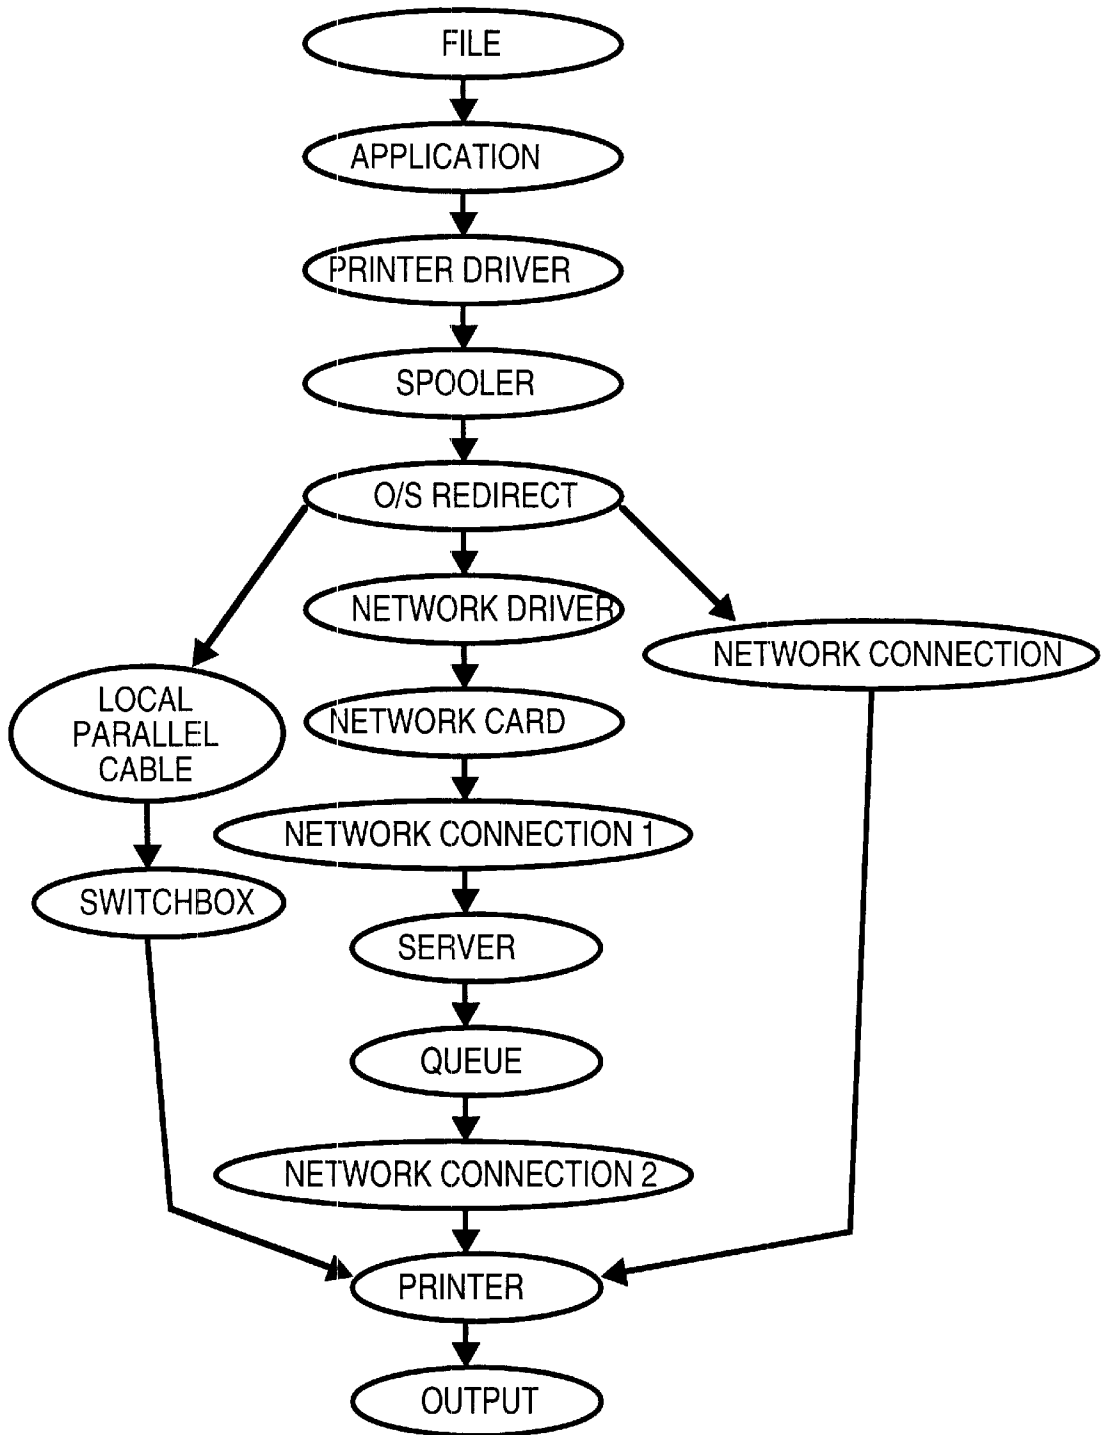 FILE
APPLICATION
PRINTER DRIVER
SPOOLER
O/S REDIRECT
NETWORK DRIVER
NETWORK CONNECTION
LOCAL
PARALLEL
CABLE
NETWORK CARD
NETWORK CONNECTION 1
SWITCHBOX
SERVER
QUEUE
NETWORK CONNECTION 2
PRINTER
OUTPUT